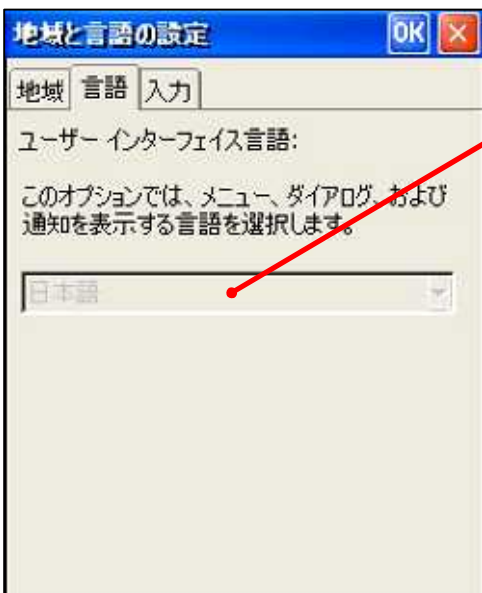 地域と言語の設定 OK
地域 言語 入力
ユーザー インターフェイス言語:
このオプションでは、メニュー、ダイアログ、および
通知を表示する言語を選択します。
日本語